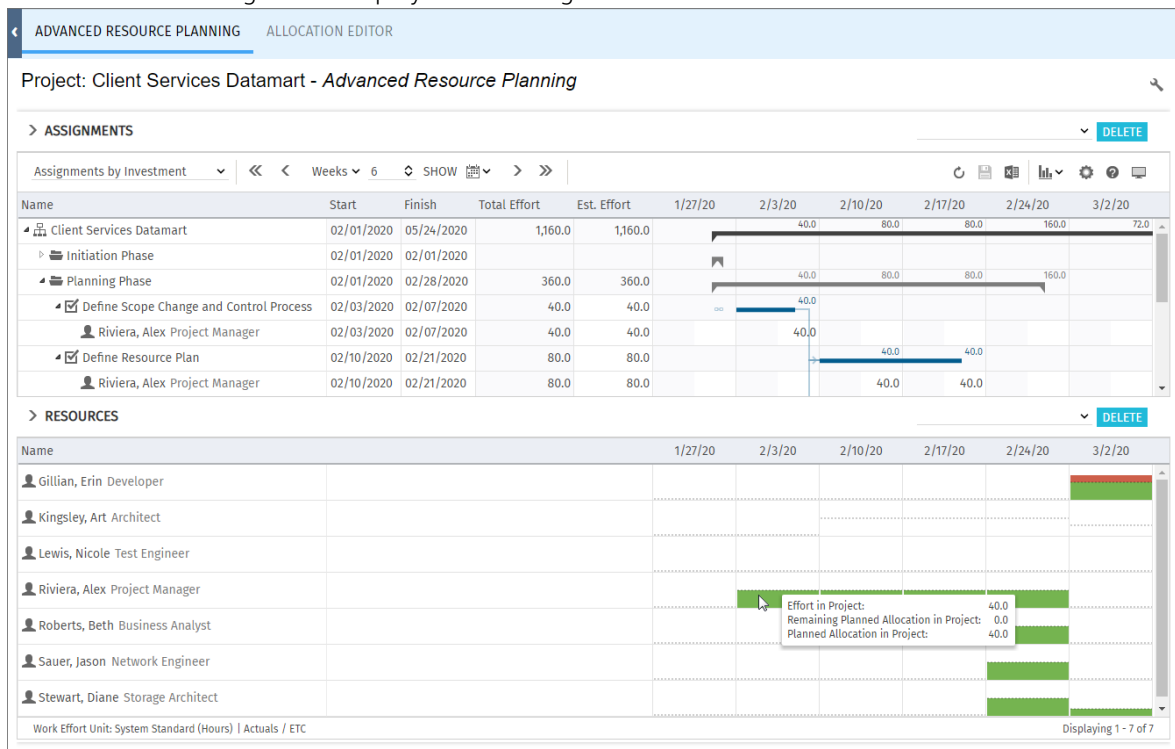 ADVANCED RESOURCE PLANNING ALLOCATION EDITOR
Project: Client Services Datamart - Advanced Resource Planning
ASSIGNMENTS DELETE
Assignments by Investment Weeks 6 SHOW
Name Start Finish Total Effort Est. Effort 1/27/20 2/3/20 2/10/20 2/17/20 2/24/20 3/2/20
Client Services Datamart 02/01/2020 05/24/2020 1,160.0 1,160.0 40.0 80.0 80.0 160.0 72.0
Initiation Phase 02/01/2020 02/01/2020
Planning Phase 02/01/2020 02/28/2020 360.0 360.0 40.0 80.0 80.0 160.0
Define Scope Change and Control Process 02/03/2020 02/07/2020 40.0 40.0 40.0
Riviera, Alex Project Manager 02/03/2020 02/07/2020 40.0 40.0 40.0
Define Resource Plan 02/10/2020 02/21/2020 80.0 80.0 40.0 40.0
Riviera, Alex Project Manager 02/10/2020 02/21/2020 80.0 80.0 40.0 40.0
RESOURCES DELETE
Name 1/27/20 2/3/20 2/10/20 2/17/20 2/24/20 3/2/20
Gillian, Erin Developer
Kingsley, Art Architect
Lewis, Nicole Test Engineer
Riviera, Alex Project Manager
Effort in Project: 40.0
Remaining Planned Allocation in Project: 0.0
Planned Allocation in Project: 40.0
Roberts, Beth Business Analyst
Sauer, Jason Network Engineer
Stewart, Diane Storage Architect
Work Effort Unit: System Standard (Hours) | Actuals / ETC Displaying 1 - 7 of 7